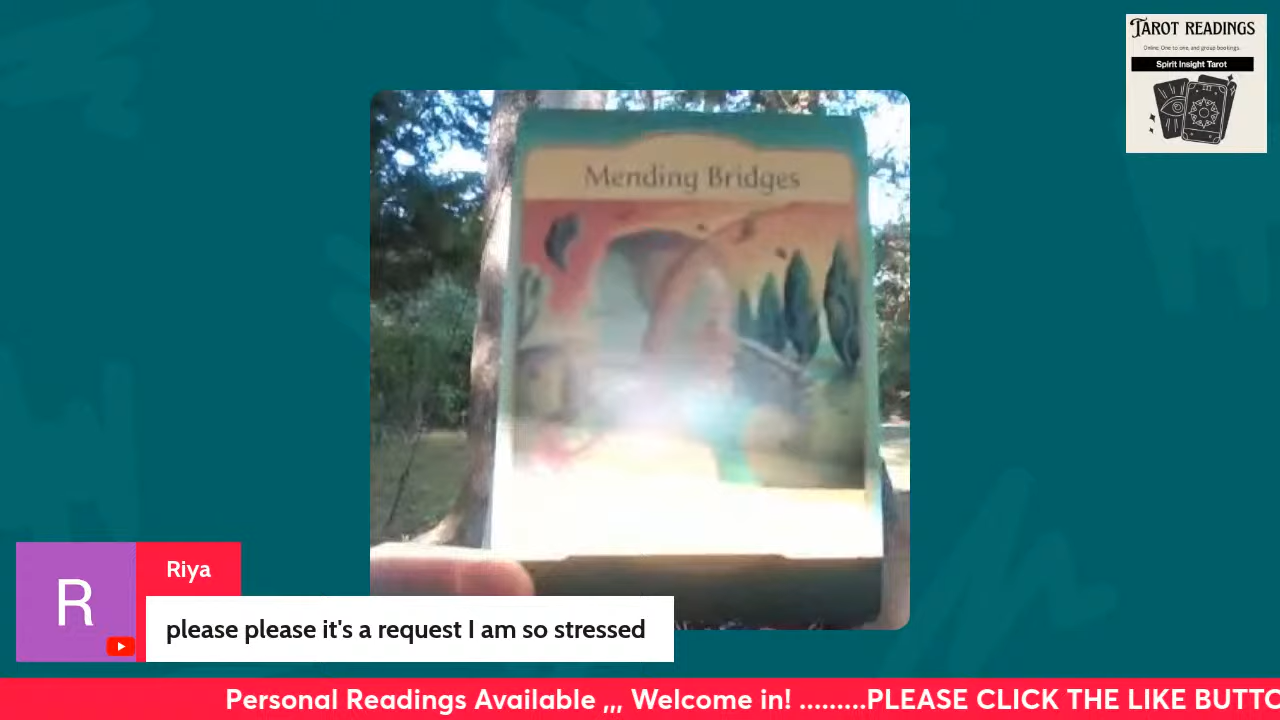 TAROT READINGS
Online. One to one, and group bookings.
Spirit Insight Tarot
Mending Bridges
R
Riya
please please it's a request I am so stressed
Personal Readings Available ,,, Welcome in! .........PLEASE CLICK THE LIKE BUTTO